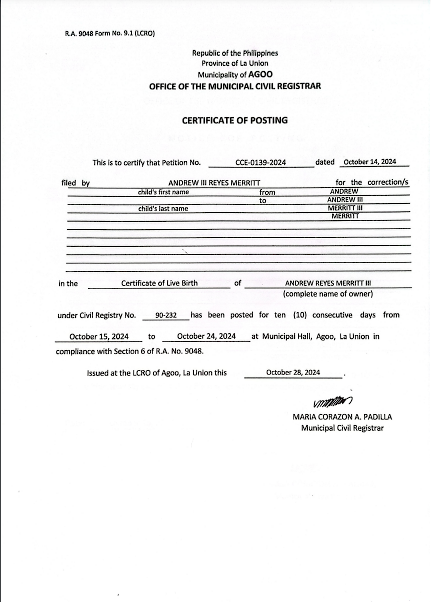 R.A. 9048 Form No. 9.1 (LCRO)
Republic of the Philippines
Province of La Union
Municipality of AGOO
OFFICE OF THE MUNICIPAL CIVIL REGISTRAR
CERTIFICATE OF POSTING
This is to certify that Petition No. CCE-0139-2024 dated October 14, 2024
filed by ANDREW III REYES MERRITT for the correction/s
child's first name from ANDREW
to ANDREW III
child's last name MERRITT III
MERRITT
in the Certificate of Live Birth of ANDREW REYES MERRITT III
(complete name of owner)
under Civil Registry No. 90-232 has been posted for ten (10) consecutive days from
October 15, 2024 to October 24, 2024 at Municipal Hall, Agoo, La Union in
compliance with Section 6 of R.A. No. 9048.
Issued at the LCRO of Agoo, La Union this October 28, 2024 .
MARIA CORAZON A. PADILLA
Municipal Civil Registrar